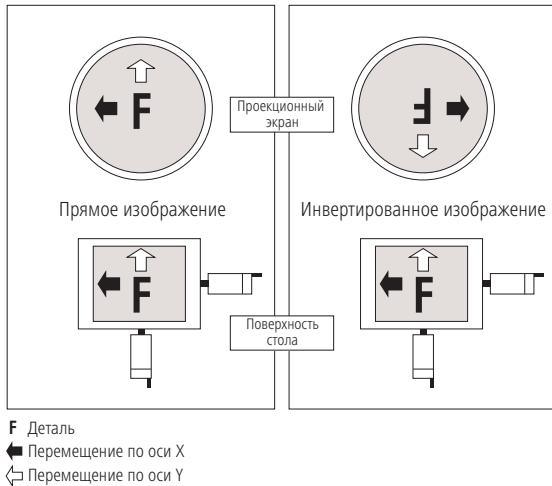 F
F
Проекционный
экран
Прямое изображение
Инвертированное изображение
F
F
Поверхность
стола
F Деталь
Перемещение по оси X
Перемещение по оси Y